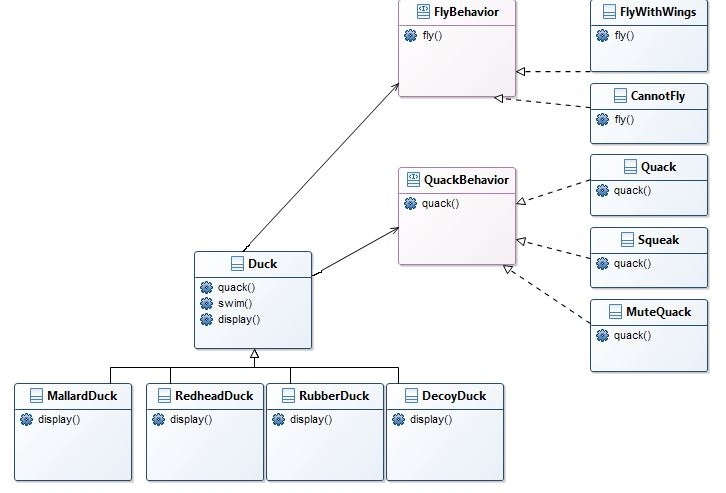 FlyBehavior
fly()
FlyWithWings
fly()
CannotFly
fly()
QuackBehavior
quack()
Quack
quack()
Squeak
quack()
MuteQuack
quack()
Duck
quack()
swim()
display()
MallardDuck
display()
RedheadDuck
display()
RubberDuck
display()
DecoyDuck
display()